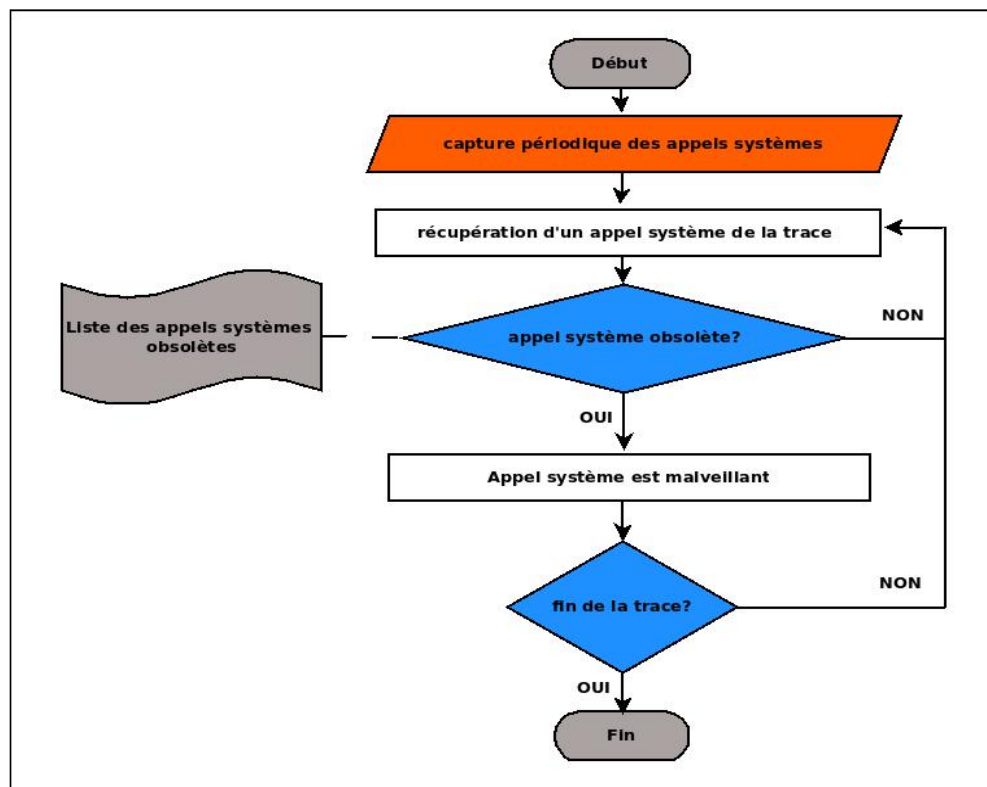 Début
capture périodique des appels systèmes
récupération d'un appel système de la trace
Liste des appels systèmes
obsolètes
appel système obsolète?
NON
OUI
Appel système est malveillant
fin de la trace?
NON
OUI
Fin